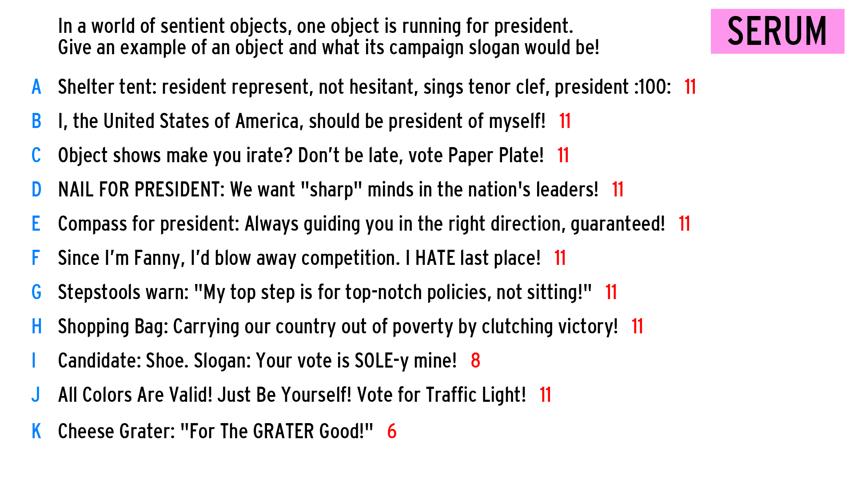 In a world of sentient objects, one object is running for president.
Give an example of an object and what its campaign slogan would be!
SERUM
A Shelter tent: resident represent, not hesitant, sings tenor clef, president :100: 11
B I, the United States of America, should be president of myself! 11
C Object shows make you irate? Don't be late, vote Paper Plate! 11
D NAIL FOR PRESIDENT: We want "sharp" minds in the nation's leaders! 11
E Compass for president: Always guiding you in the right direction, guaranteed! 11
F Since I'm Fanny, I'd blow away competition. I HATE last place! 11
G Stepstools warn: "My top step is for top-notch policies, not sitting!" 11
H Shopping Bag: Carrying our country out of poverty by clutching victory! 11
I Candidate: Shoe. Slogan: Your vote is SOLE-y mine! 8
J All Colors Are Valid! Just Be Yourself! Vote for Traffic Light! 11
K Cheese Grater: "For The GRATER Good!" 6